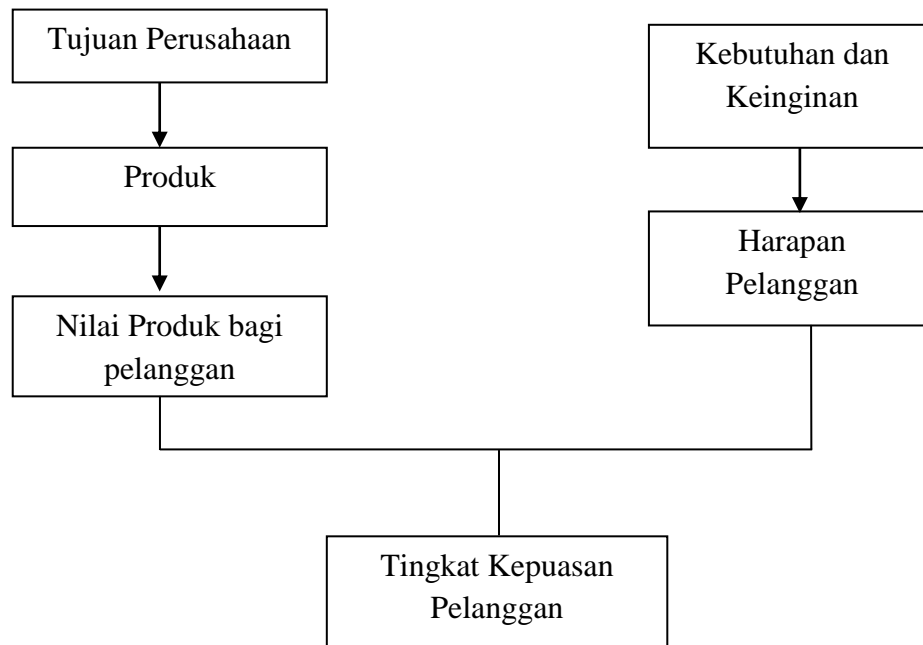 Tujuan Perusahaan
Kebutuhan dan
Keinginan
Produk
Harapan
Pelanggan
Nilai Produk bagi
pelanggan
Tingkat Kepuasan
Pelanggan